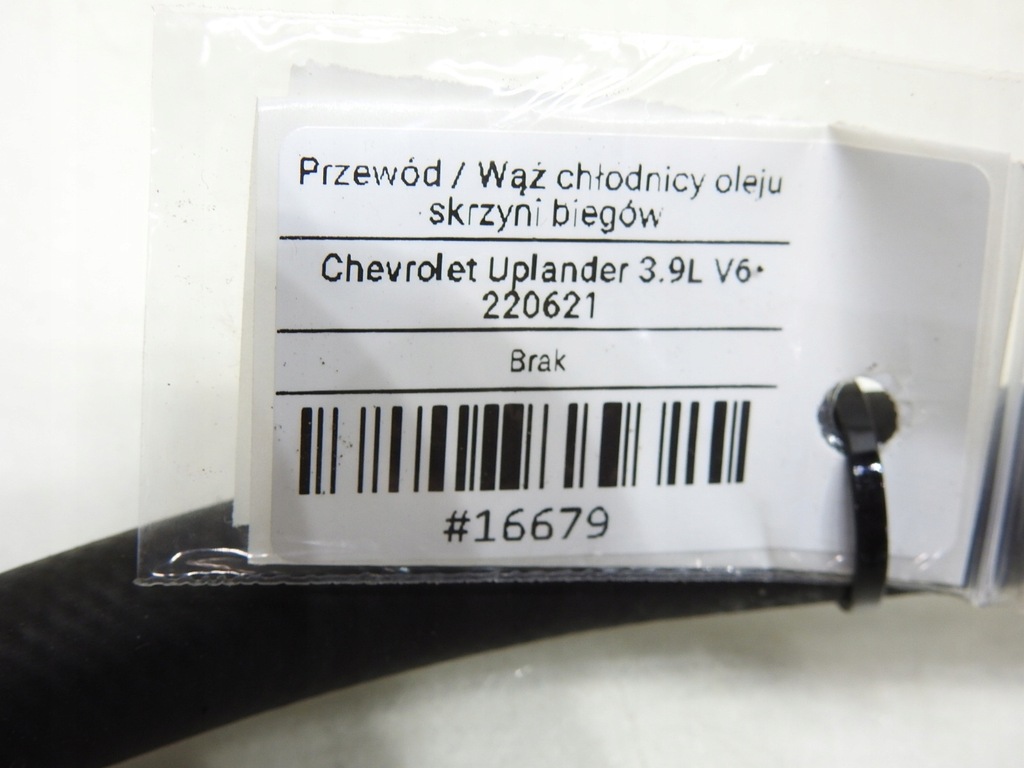 Przewód / Wąż chłodnicy oleju
skrzyni biegów
Chevrolet Uplander 3.9L V6
220621
Brak
#16679